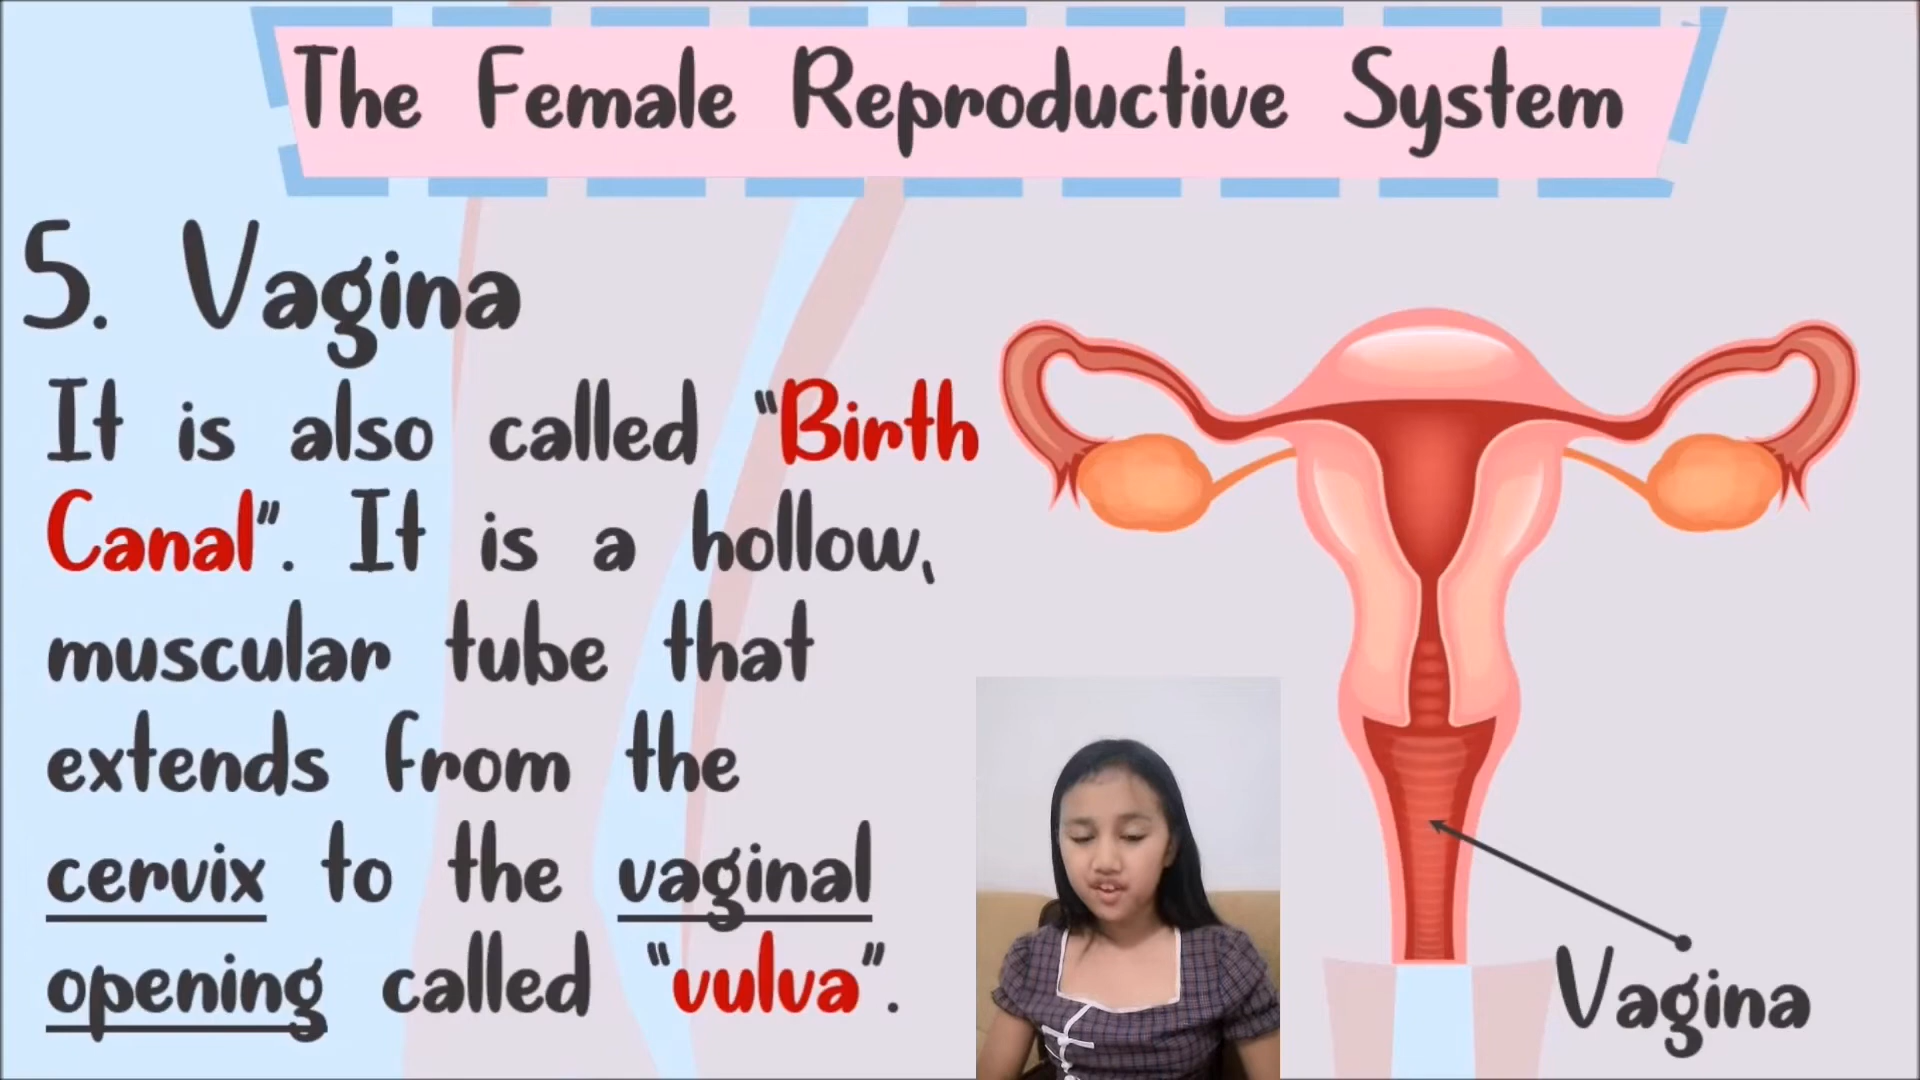 The Female Reproductive System
5. Vagina
It is also called "Birth
Canal". It is a hollow,
muscular tube that
extends from the
cervix to the vaginal
opening called "vulva".
Vagina